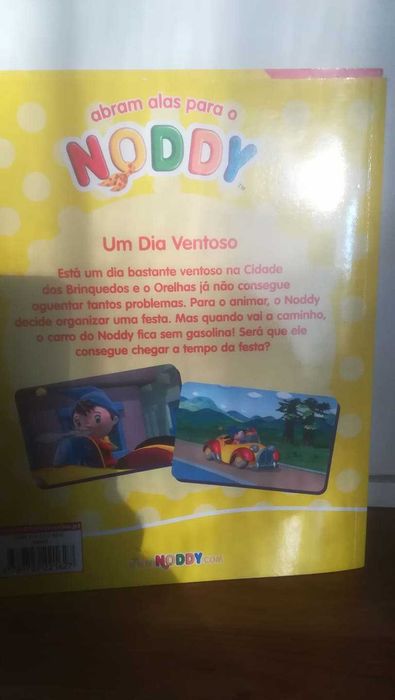 abram alas para o
NODDY
TM
Um Dia Ventoso
Está um dia bastante ventoso na Cidade
dos Brinquedos e o Orelhas já não consegue
aguentar tantos problemas. Para o animar, o Noddy
decide organizar uma festa. Mas quando vai a caminho,
o carro do Noddy fica sem gasolina! Será que ele
consegue chegar a tempo da festa?
NODDY.COM